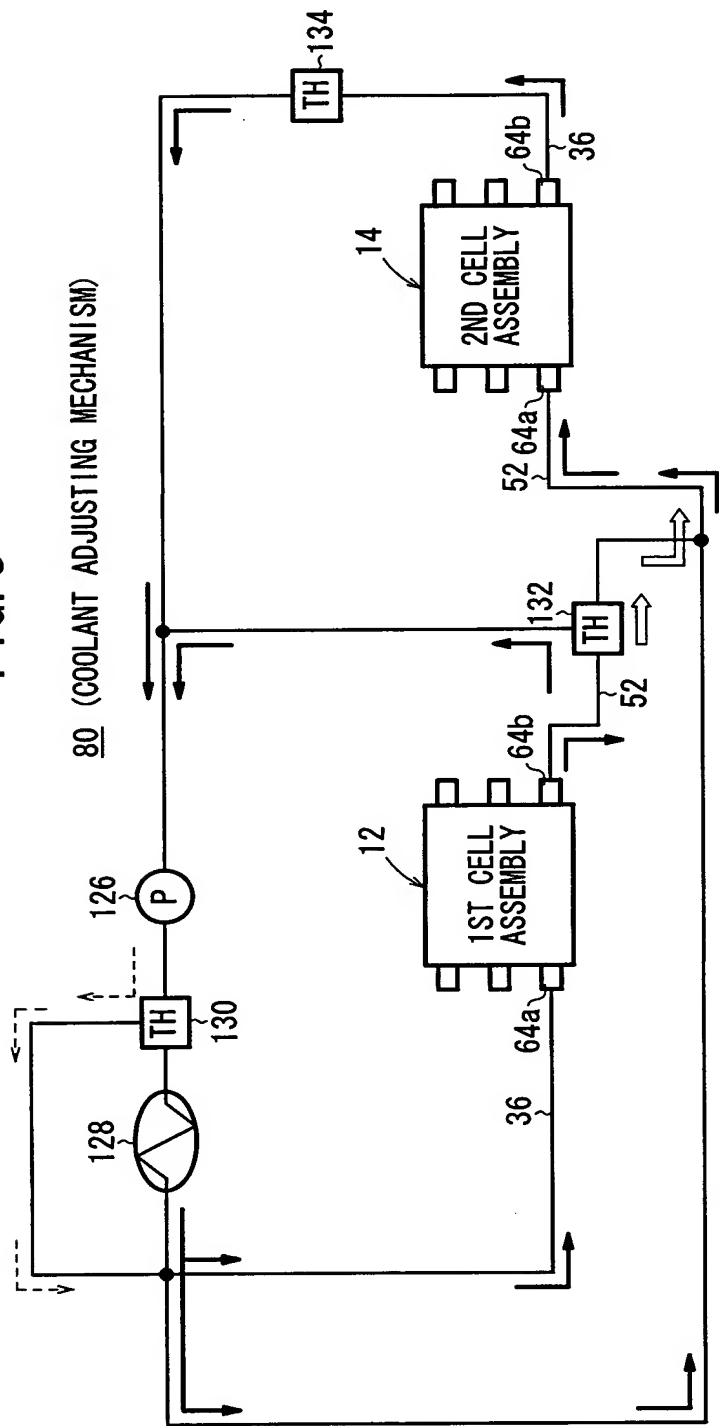 80 (COOLANT ADJUSTING MECHANISM)
128
TH
130
126
P
TH
134
12
1ST CELL
ASSEMBLY
64a
64b
36
52
132
TH
14
2ND CELL
ASSEMBLY
64a
64b
52
36